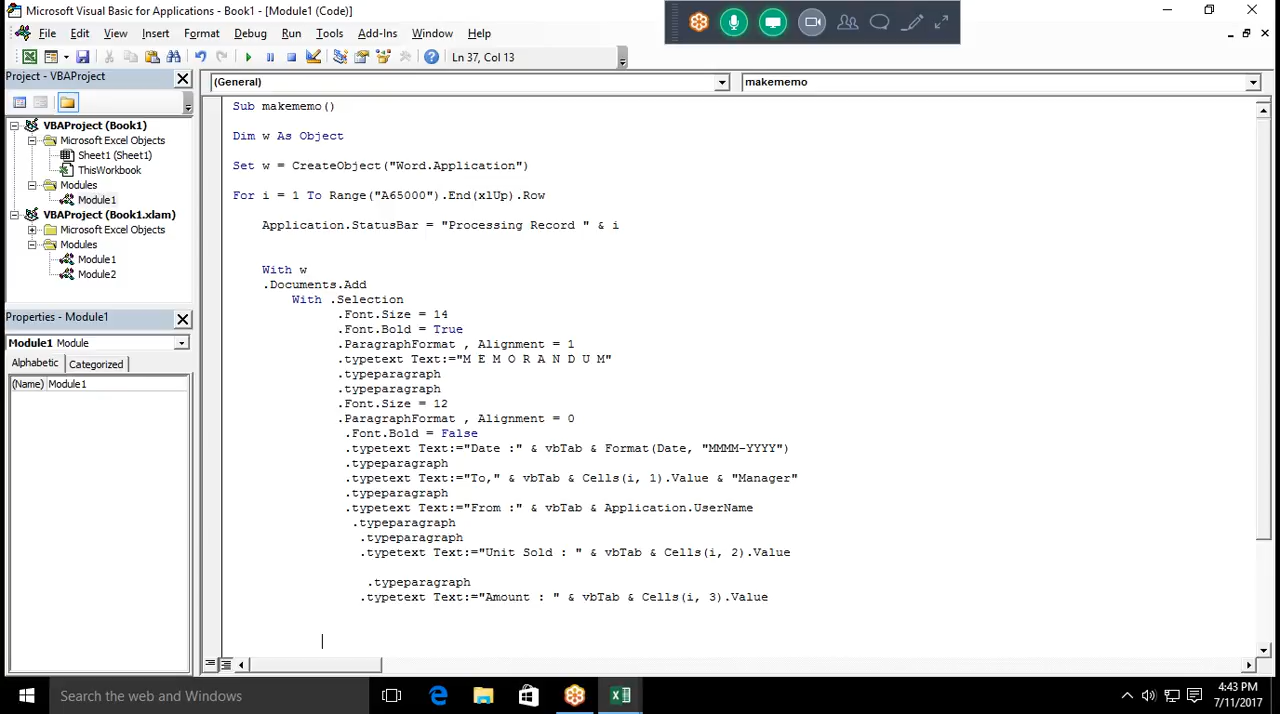 Microsoft Visual Basic for Applications - Book1 - [Module1 (Code)]
File Edit View Insert Format Debug Run Tools Add-Ins Window Help
Ln 37, Col 13
Project - VBAProject
(General) makememo
VBAProject (Book1)
Microsoft Excel Objects
Sheet1 (Sheet1)
ThisWorkbook
Modules
Module1
VBAProject (Book1.xlam)
Microsoft Excel Objects
Modules
Module1
Module2
Properties - Module1
Module1 Module
Alphabetic Categorized
(Name) Module1
Sub makememo()
Dim w As Object
Set w = CreateObject("Word.Application")
For i = 1 To Range("A65000").End(xlUp).Row
Application.StatusBar = "Processing Record " & i
With w
.Documents.Add
With .Selection
.Font.Size = 14
.Font.Bold = True
.ParagraphFormat , Alignment = 1
.typetext Text:="M E M O R A N D U M"
.typeparagraph
.typeparagraph
.Font.Size = 12
.ParagraphFormat , Alignment = 0
.Font.Bold = False
.typetext Text:="Date :" & vbTab & Format(Date, "MMMM-YYYY")
.typeparagraph
.typetext Text:="To," & vbTab & Cells(i, 1).Value & "Manager"
.typeparagraph
.typetext Text:="From :" & vbTab & Application.UserName
.typeparagraph
.typeparagraph
.typetext Text:="Unit Sold : " & vbTab & Cells(i, 2).Value
.typeparagraph
.typetext Text:="Amount : " & vbTab & Cells(i, 3).Value
Search the web and Windows
4:43 PM
7/11/2017